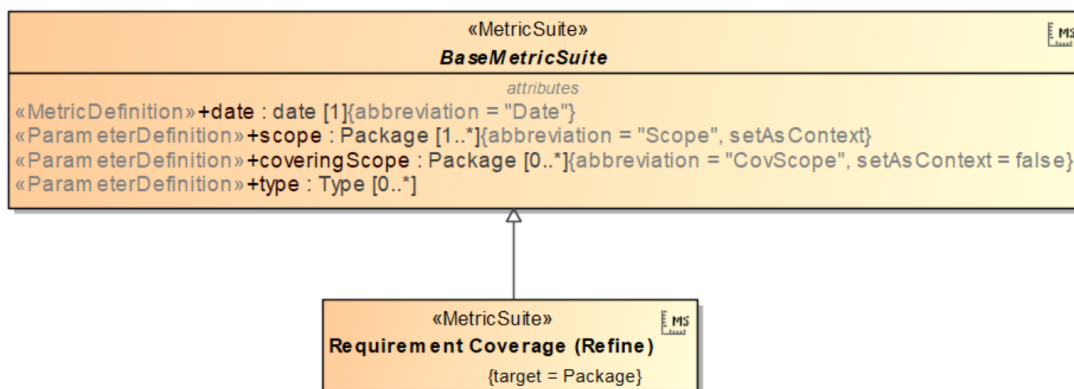 «MetricSuite»
MS
BaseMetricSuite
attributes
«MetricDefinition»+date : date [1]{abbreviation = "Date"}
«ParameterDefinition»+scope : Package [1..*]{abbreviation = "Scope", setAsContext}
«ParameterDefinition»+coveringScope : Package [0..*]{abbreviation = "CovScope", setAsContext = false}
«ParameterDefinition»+type : Type [0..*]
«MetricSuite»
MS
Requirement Coverage (Refine)
{target = Package}